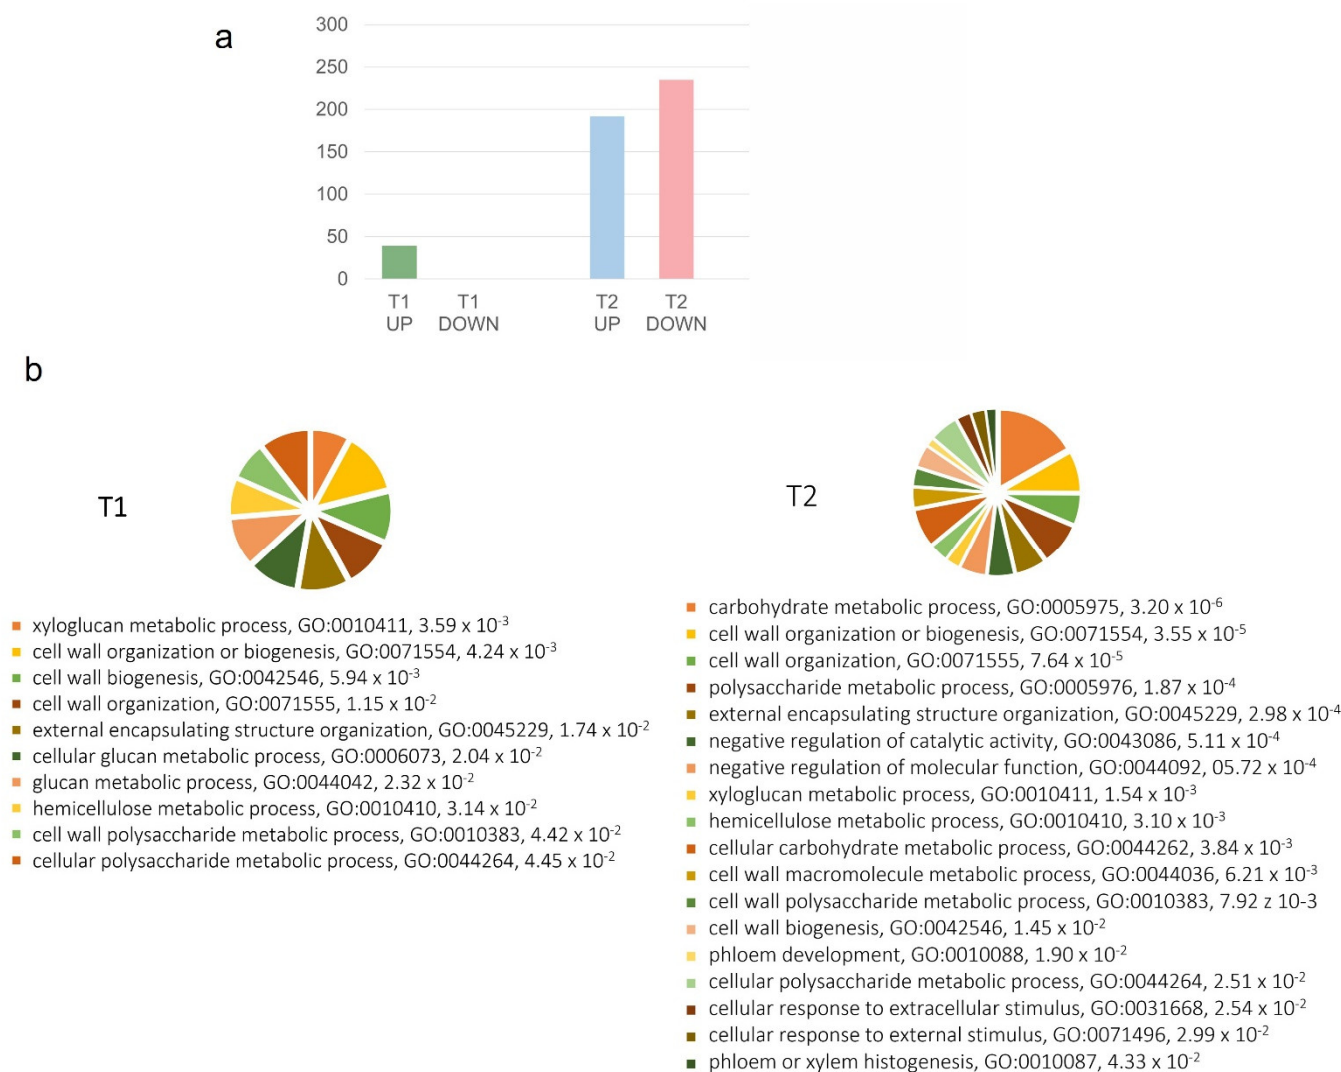 a
300
250
200
150
100
50
0
T1 UP
T1 DOWN
T2 UP
T2 DOWN
b
T1
xyloglucan metabolic process, GO:0010411, 3.59 x 10⁻³
cell wall organization or biogenesis, GO:0071554, 4.24 x 10⁻³
cell wall biogenesis, GO:0042546, 5.94 x 10⁻³
cell wall organization, GO:0071555, 1.15 x 10⁻²
external encapsulating structure organization, GO:0045229, 1.74 x 10⁻²
cellular glucan metabolic process, GO:0006073, 2.04 x 10⁻²
glucan metabolic process, GO:0044042, 2.32 x 10⁻²
hemicellulose metabolic process, GO:0010410, 3.14 x 10⁻²
cell wall polysaccharide metabolic process, GO:0010383, 4.42 x 10⁻²
cellular polysaccharide metabolic process, GO:0044264, 4.45 x 10⁻²
T2
carbohydrate metabolic process, GO:0005975, 3.20 x 10⁻⁶
cell wall organization or biogenesis, GO:0071554, 3.55 x 10⁻⁵
cell wall organization, GO:0071555, 7.64 x 10⁻⁵
polysaccharide metabolic process, GO:0005976, 1.87 x 10⁻⁴
external encapsulating structure organization, GO:0045229, 2.98 x 10⁻⁴
negative regulation of catalytic activity, GO:0043086, 5.11 x 10⁻⁴
negative regulation of molecular function, GO:0044092, 05.72 x 10⁻⁴
xyloglucan metabolic process, GO:0010411, 1.54 x 10⁻³
hemicellulose metabolic process, GO:0010410, 3.10 x 10⁻³
cellular carbohydrate metabolic process, GO:0044262, 3.84 x 10⁻³
cell wall macromolecule metabolic process, GO:0044036, 6.21 x 10⁻³
cell wall polysaccharide metabolic process, GO:0010383, 7.92 z 10-3
cell wall biogenesis, GO:0042546, 1.45 x 10⁻²
phloem development, GO:0010088, 1.90 x 10⁻²
cellular polysaccharide metabolic process, GO:0044264, 2.51 x 10⁻²
cellular response to extracellular stimulus, GO:0031668, 2.54 x 10⁻²
cellular response to external stimulus, GO:0071496, 2.99 x 10⁻²
phloem or xylem histogenesis, GO:0010087, 4.33 x 10⁻²